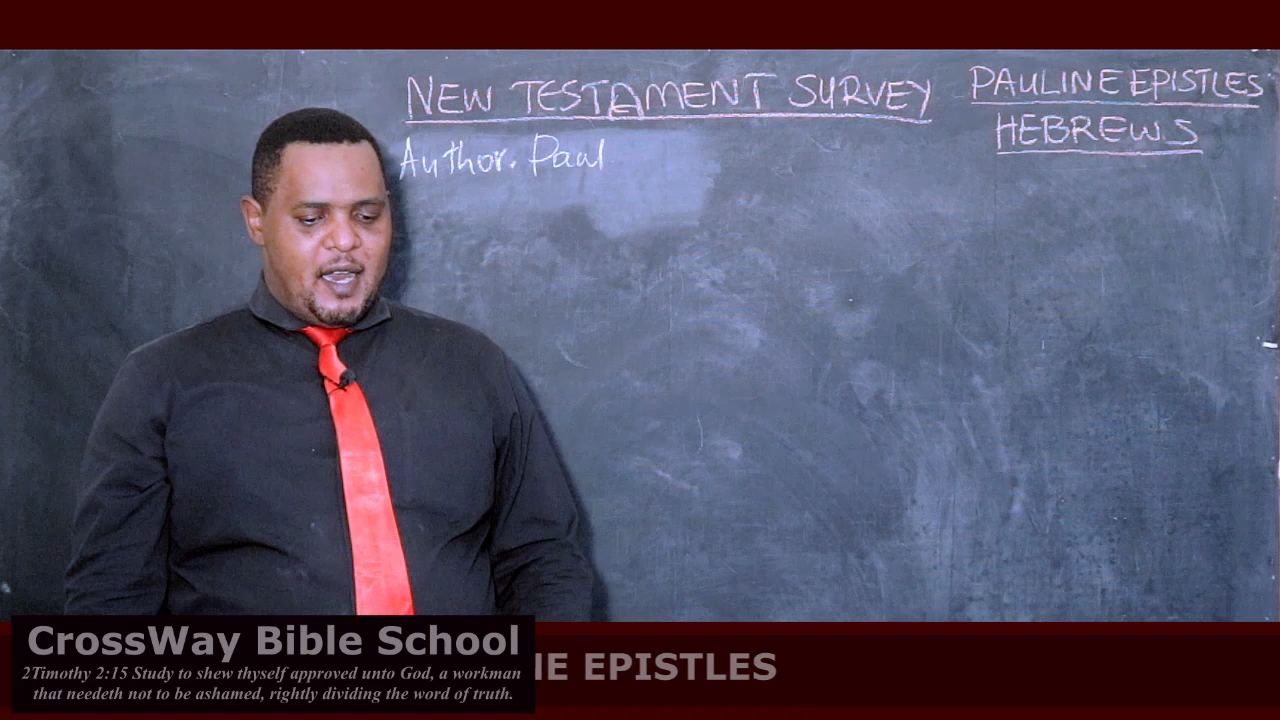 NEW TESTAMENT SURVEY
PAULINE EPISTLES
HEBREWS
Author. Paul
CrossWay Bible School
2Timothy 2:15 Study to shew thyself approved unto God, a workman
that needeth not to be ashamed, rightly dividing the word of truth.
NE EPISTLES